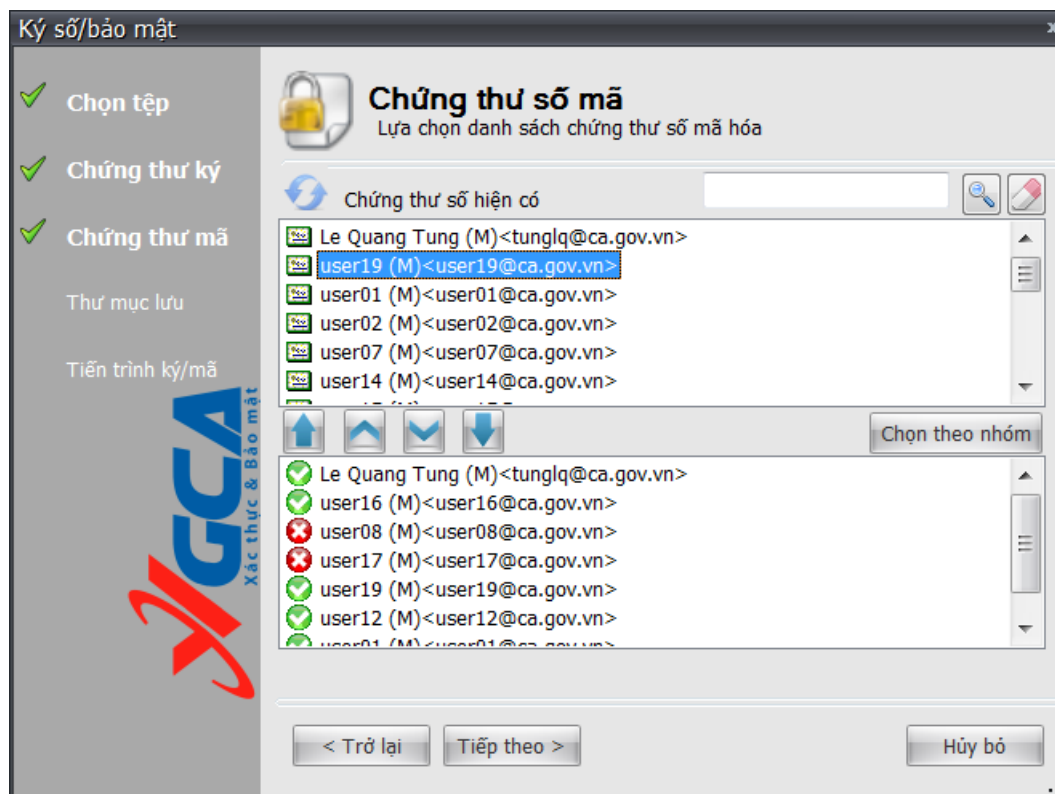 Ký số/bảo mật
Chọn tệp
Chứng thư ký
Chứng thư mã
Thư mục lưu
Tiến trình ký/mã
GCA
Xác thực & Bảo mật
Chứng thư số mã
Lựa chọn danh sách chứng thư số mã hóa
Chứng thư số hiện có
Le Quang Tung (M)<tunglq@ca.gov.vn>
user19 (M)<user19@ca.gov.vn>
user01 (M)<user01@ca.gov.vn>
user02 (M)<user02@ca.gov.vn>
user07 (M)<user07@ca.gov.vn>
user14 (M)<user14@ca.gov.vn>
Chọn theo nhóm
Le Quang Tung (M)<tunglq@ca.gov.vn>
user16 (M)<user16@ca.gov.vn>
user08 (M)<user08@ca.gov.vn>
user17 (M)<user17@ca.gov.vn>
user19 (M)<user19@ca.gov.vn>
user12 (M)<user12@ca.gov.vn>
user01 (M)<user01@ca.gov.vn>
< Trở lại
Tiếp theo >
Hủy bỏ